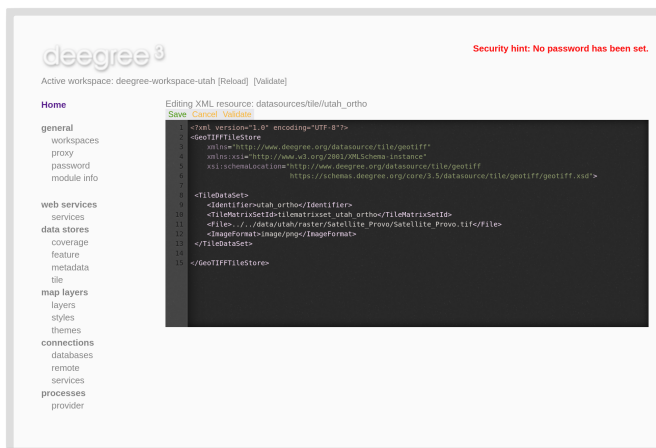 deegree 3
Security hint: No password has been set.
Active workspace: deegree-workspace-utah [Reload] [Validate]
Home
general
workspaces
proxy
password
module info
web services
services
data stores
coverage
feature
metadata
tile
map layers
layers
styles
themes
connections
databases
remote
services
processes
provider
Editing XML resource: datasources/tile//utah_ortho
Save Cancel Validate
1 <?xml version="1.0" encoding="UTF-8"?>
2 <GeoTIFFTileStore
3 xmlns="http://www.deegree.org/datasource/tile/geotiff"
4 xmlns:xsi="http://www.w3.org/2001/XMLSchema-instance"
5 xsi:schemaLocation="http://www.deegree.org/datasource/tile/geotiff
6 https://schemas.deegree.org/core/3.5/datasource/tile/geotiff/geotiff.xsd">
7
8 <TileDataSet>
9 <Identifier>utah_ortho</Identifier>
10 <TileMatrixSetId>tilematrixset_utah_ortho</TileMatrixSetId>
11 <File>../../data/utah/raster/Satellite_Provo/Satellite_Provo.tif</File>
12 <ImageFormat>image/png</ImageFormat>
13 </TileDataSet>
14
15 </GeoTIFFTileStore>